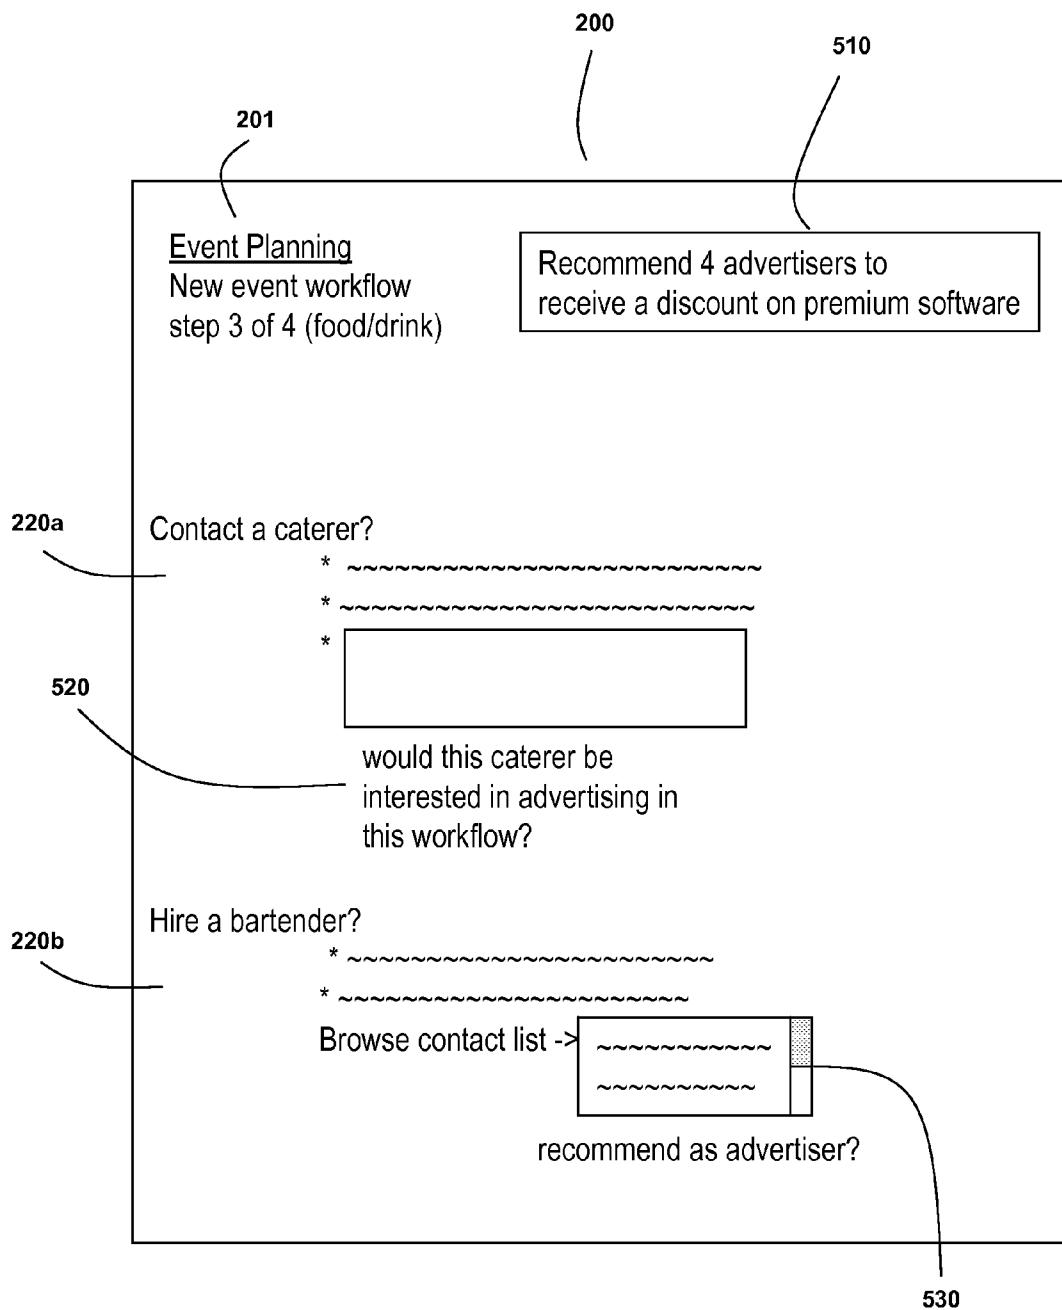 200
510
201
Event Planning
New event workflow
step 3 of 4 (food/drink)
Recommend 4 advertisers to
receive a discount on premium software
220a
Contact a caterer?
* ~~~~~~~~~~~~~~~~~~~~~~~~~~
* ~~~~~~~~~~~~~~~~~~~~~~~~~~
*
520
would this caterer be
interested in advertising in
this workflow?
Hire a bartender?
220b
* ~~~~~~~~~~~~~~~~~~~~~~~
* ~~~~~~~~~~~~~~~~~~~~~~
Browse contact list ->
~~~~~~~~~~~
~~~~~~~~~~
recommend as advertiser?
530